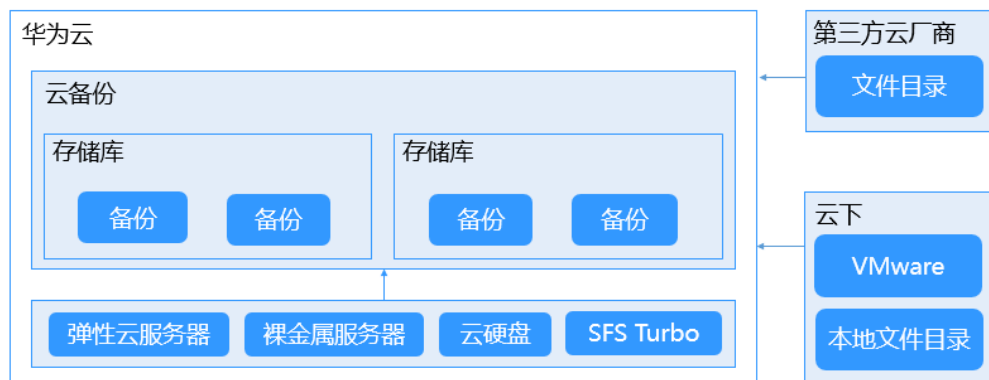 华为云
云备份
存储库
备份
备份
存储库
备份
备份
弹性云服务器
裸金属服务器
云硬盘
SFS Turbo
第三方云厂商
文件目录
云下
VMware
本地文件目录